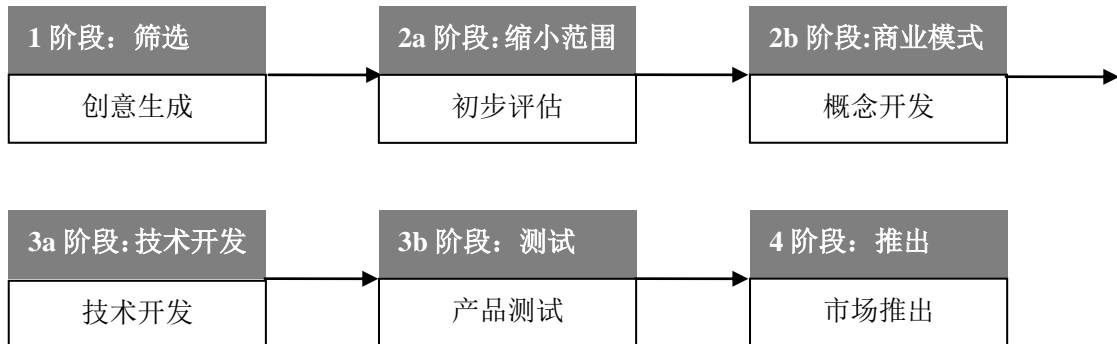 1 阶段：筛选
创意生成
2a 阶段:缩小范围
初步评估
2b 阶段:商业模式
概念开发
3a 阶段:技术开发
技术开发
3b 阶段：测试
产品测试
4 阶段：推出
市场推出